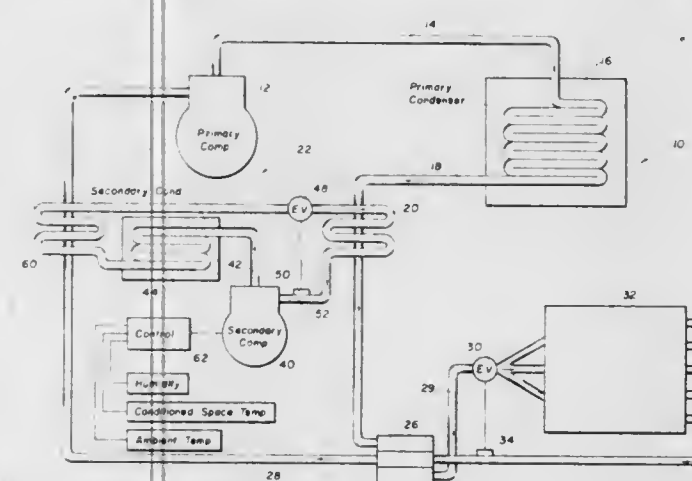 14
16
12
Primary
Condenser
Primary
Comp
10
22
18
Secondary Cond
48
EV
20
60
42
50
44
52
Control
Secondary
Comp
62
40
32
30
EV
29
Humidity
Conditioned Space Temp
Ambient Temp
26
34
28